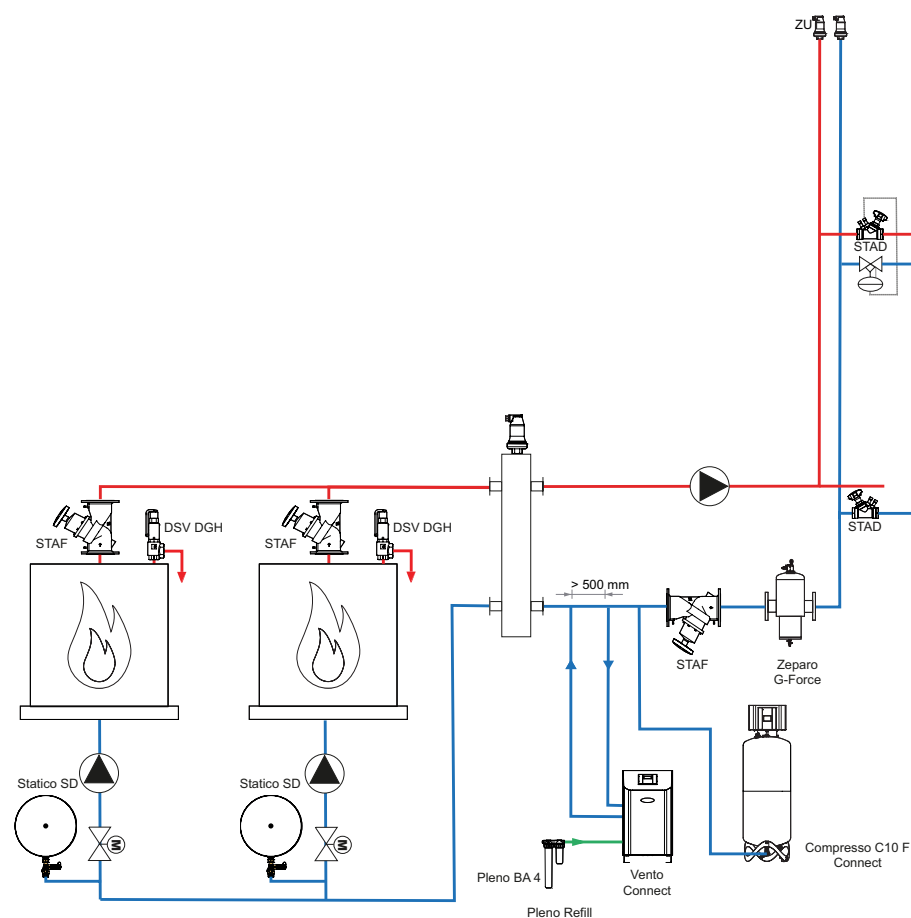 ZU
STAD
STAD
STAF
DSV DGH
STAF
DSV DGH
> 500 mm
STAF
Zeparo
G-Force
Statico SD
M
Statico SD
M
Pleno BA 4
Pleno Refill
Vento
Connect
Compresso C10 F
Connect